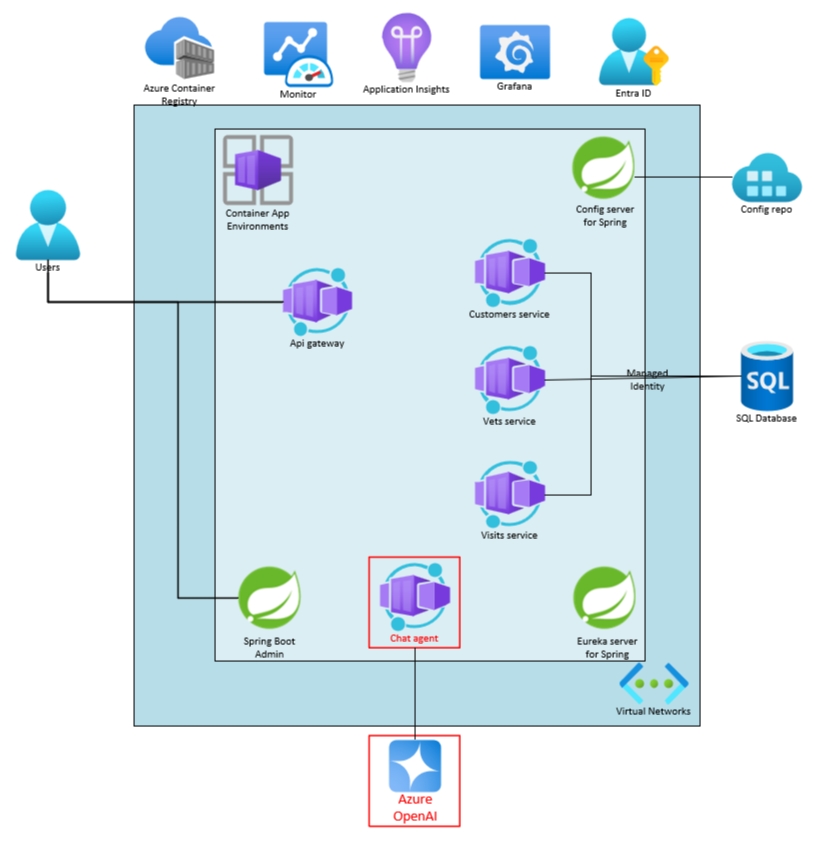 Azure Container
Registry
Monitor
Application Insights
Grafana
Entra ID
Container App
Environments
Config server
for Spring
Config repo
Users
Customers service
Api gateway
Managed
Identity
SQL
SQL Database
Vets service
Visits service
Spring Boot
Admin
Chat agent
Eureka server
for Spring
Virtual Networks
Azure
OpenAI